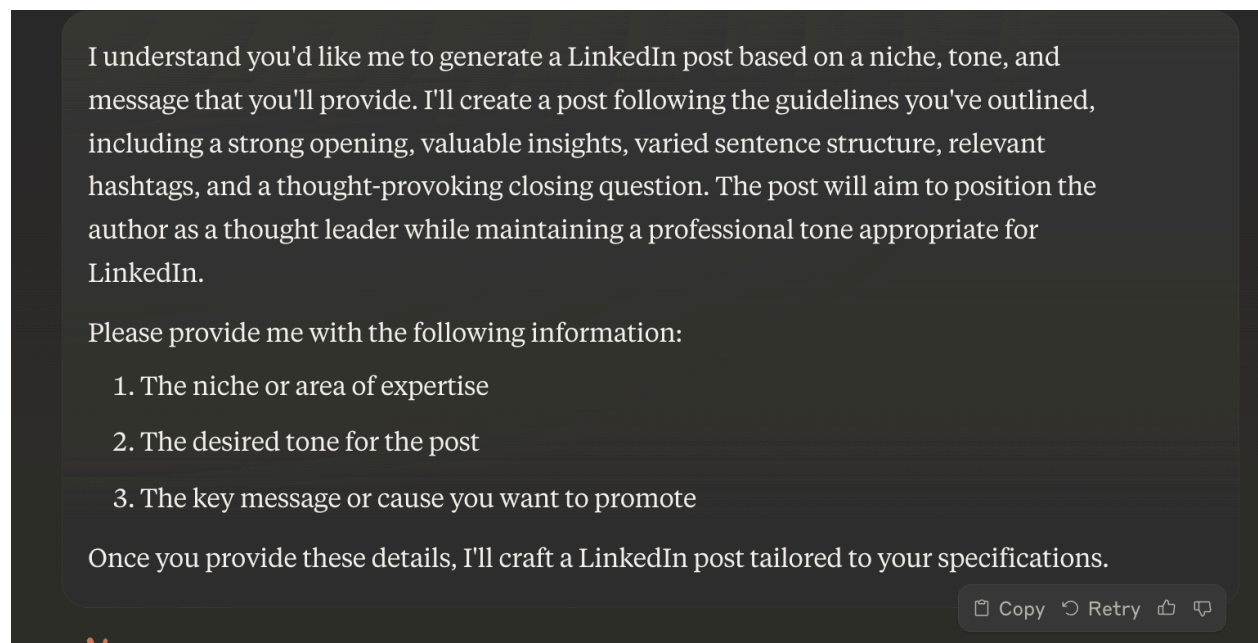 I understand you'd like me to generate a LinkedIn post based on a niche, tone, and
message that you'll provide. I'll create a post following the guidelines you've outlined,
including a strong opening, valuable insights, varied sentence structure, relevant
hashtags, and a thought-provoking closing question. The post will aim to position the
author as a thought leader while maintaining a professional tone appropriate for
LinkedIn.
Please provide me with the following information:
1. The niche or area of expertise
2. The desired tone for the post
3. The key message or cause you want to promote
Once you provide these details, I'll craft a LinkedIn post tailored to your specifications.
Copy Retry